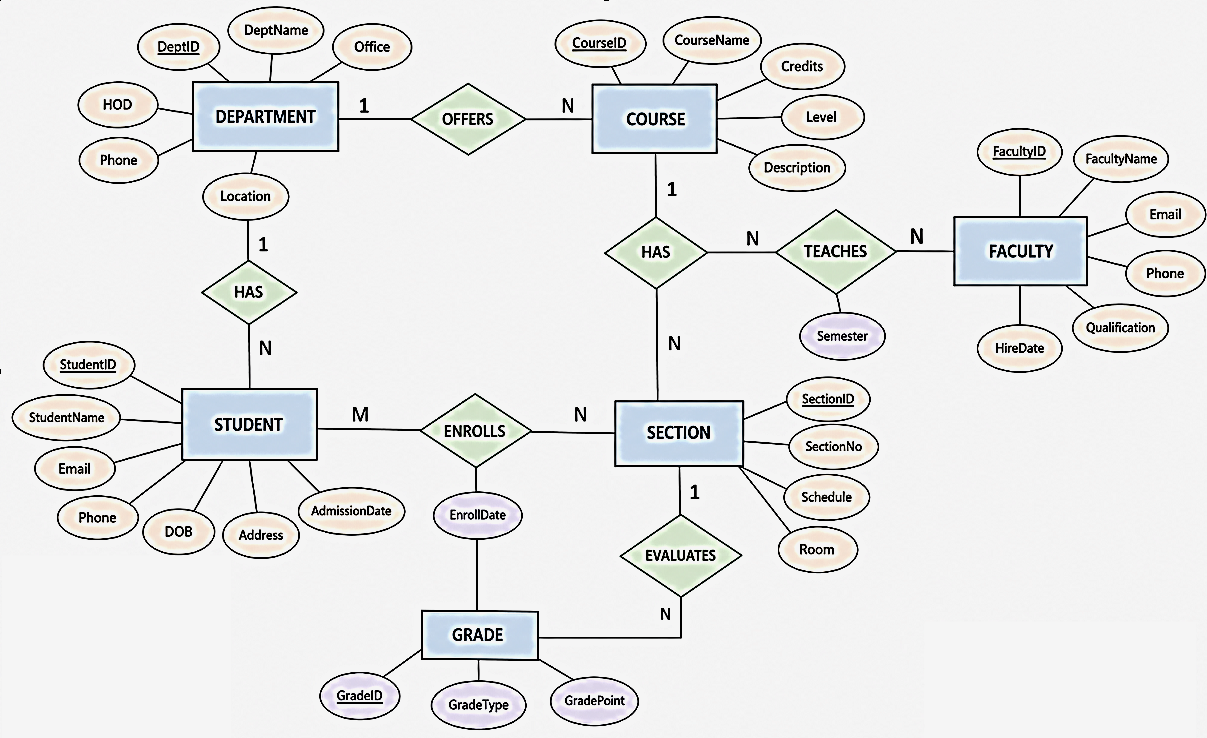 DeptID
DeptName
Office
HOD
Phone
DEPARTMENT
Location
1
OFFERS
N
CourseID
CourseName
Credits
Level
Description
COURSE
1
HAS
N
TEACHES
N
Semester
FacultyID
FacultyName
Email
Phone
Qualification
HireDate
FACULTY
1
HAS
N
N
StudentID
StudentName
Email
Phone
DOB
Address
AdmissionDate
STUDENT
M
ENROLLS
N
EnrollDate
SECTION
SectionID
SectionNo
Schedule
Room
1
EVALUATES
N
GRADE
GradeID
GradeType
GradePoint